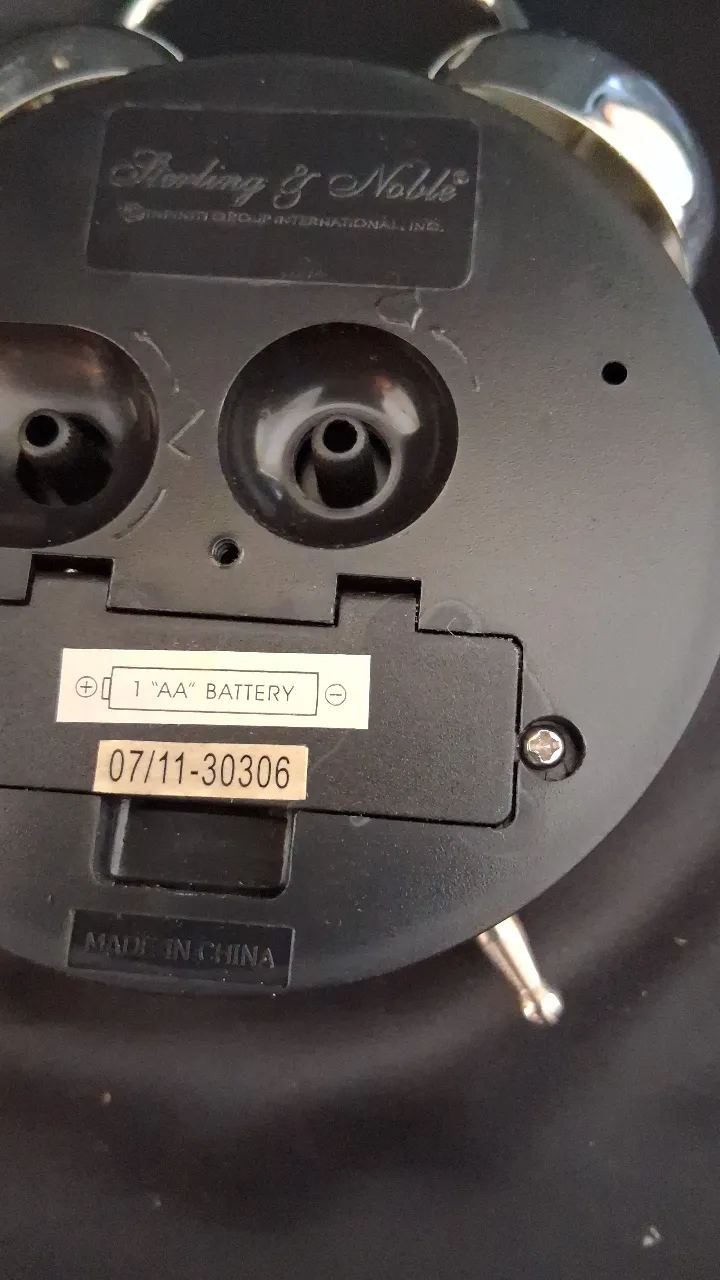 Sterling & Noble®
INFINITI GROUP INTERNATIONAL, INC.
⊕ 1 "AA" BATTERY ⊖
07/11-30306
MADE IN CHINA